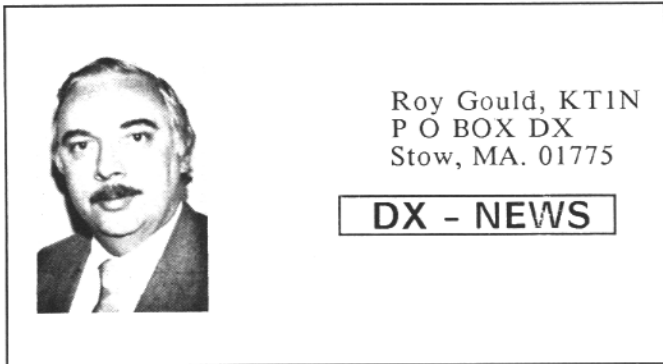 Roy Gould, KT1N
P O BOX DX
Stow, MA. 01775
DX - NEWS